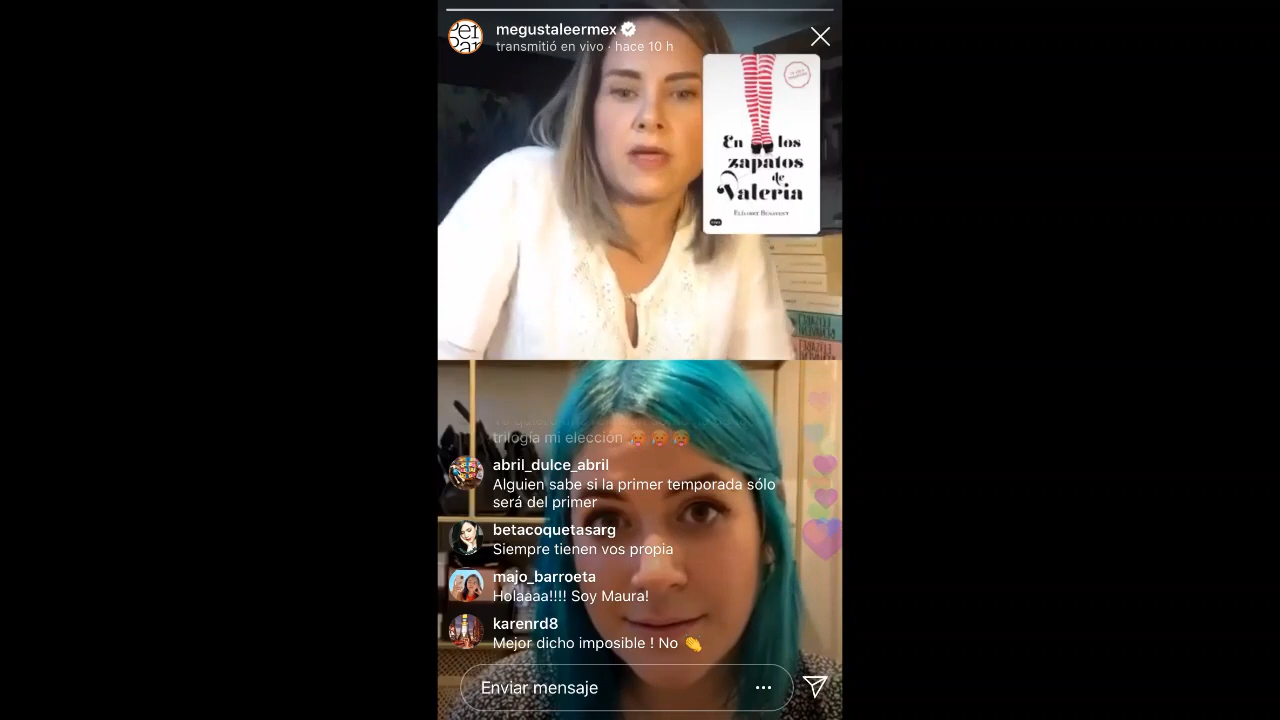 megustaleermex
transmitió en vivo · hace 10 h
En los
zapatos
de
Valeria
Elísabet Benavent
trilogía mi elección 🥵🥵🥵
abril_dulce_abril
Alguien sabe si la primer temporada sólo
será del primer
betacoquetasarg
Siempre tienen vos propia
majo_barroeta
Holaaaa!!!! Soy Maura!
karenrd8
Mejor dicho imposible ! No 👏
Enviar mensaje